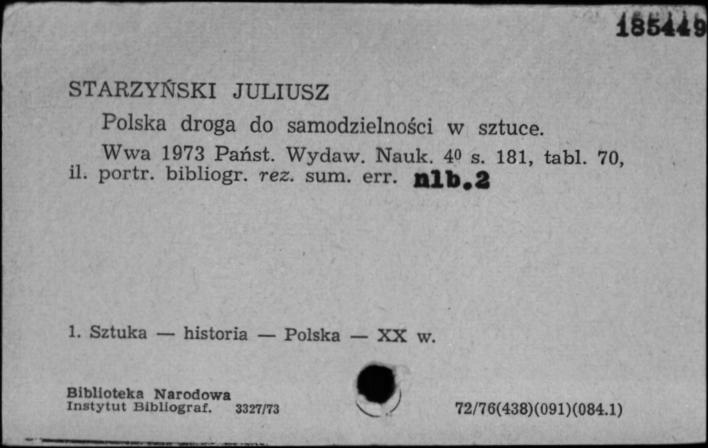 185449
STARZYŃSKI JULIUSZ
Polska droga do samodzielności w sztuce.
Wwa 1973 Państ. Wydaw. Nauk. 4⁰ s. 181, tabl. 70,
il. portr. bibliogr. rez. sum. err. nlb.2
1. Sztuka — historia — Polska — XX w.
Biblioteka Narodowa
Instytut Bibliograf. 3327/73
72/76(438)(091)(084.1)